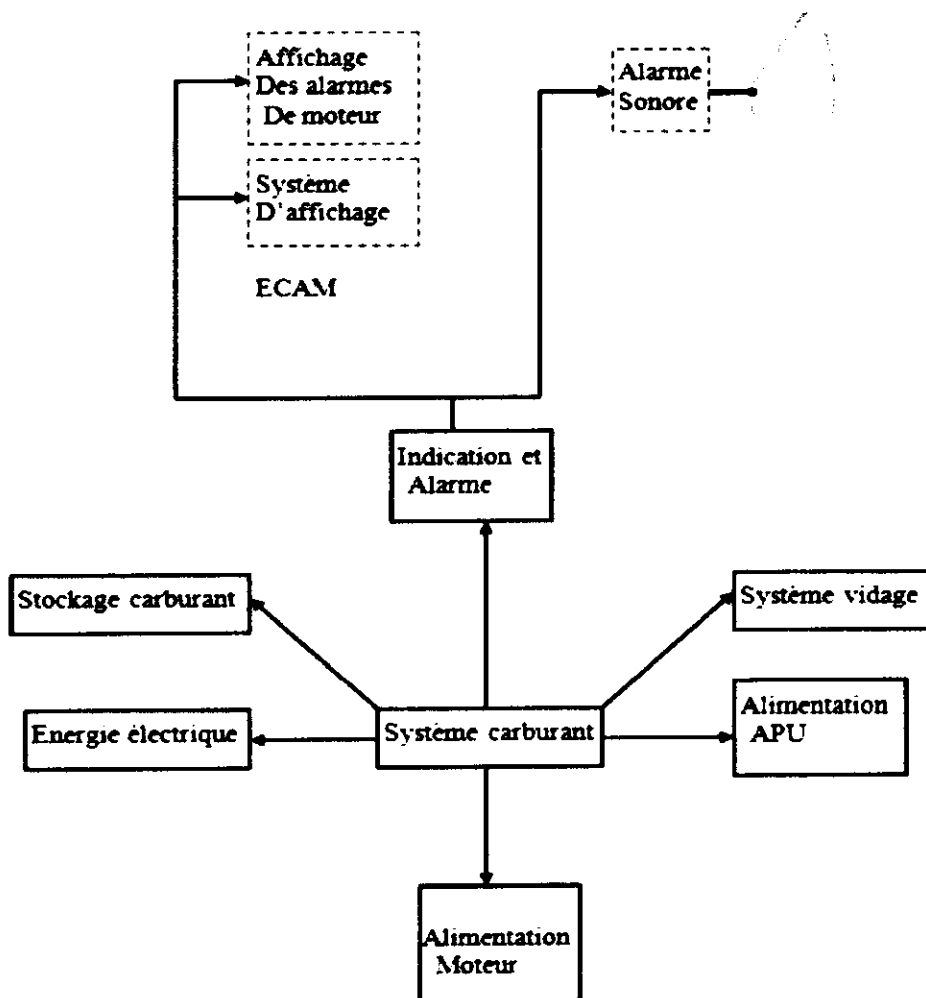 Affichage
Des alarmes
De moteur
Alarme
Sonore
Système
D'affichage
ECAM
Indication et
Alarme
Stockage carburant
Système vidage
Energie électrique
Système carburant
Alimentation
APU
Alimentation
Moteur